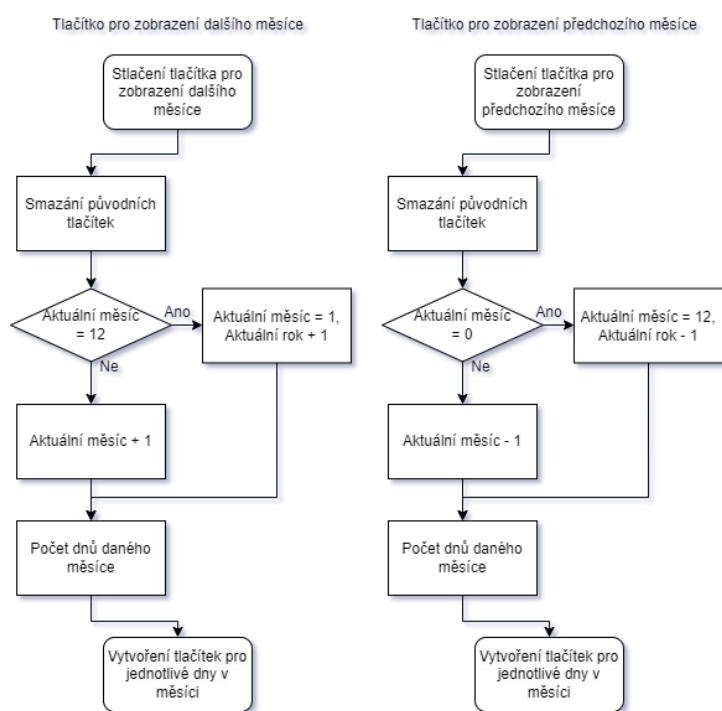 Tlačítko pro zobrazení dalšího měsíce
Stlačení tlačítka pro
zobrazení dalšího
měsíce
Smazání původních
tlačítek
Aktuální měsíc
= 12
Ano
Aktuální měsíc = 1,
Aktuální rok + 1
Ne
Aktuální měsíc + 1
Počet dnů daného
měsíce
Vytvoření tlačítek pro
jednotlivé dny v
měsíci
Tlačítko pro zobrazení předchozího měsíce
Stlačení tlačítka pro
zobrazení
předchozího měsíce
Smazání původních
tlačítek
Aktuální měsíc
= 0
Ano
Aktuální měsíc = 12,
Aktuální rok - 1
Ne
Aktuální měsíc - 1
Počet dnů daného
měsíce
Vytvoření tlačítek pro
jednotlivé dny v
měsíci